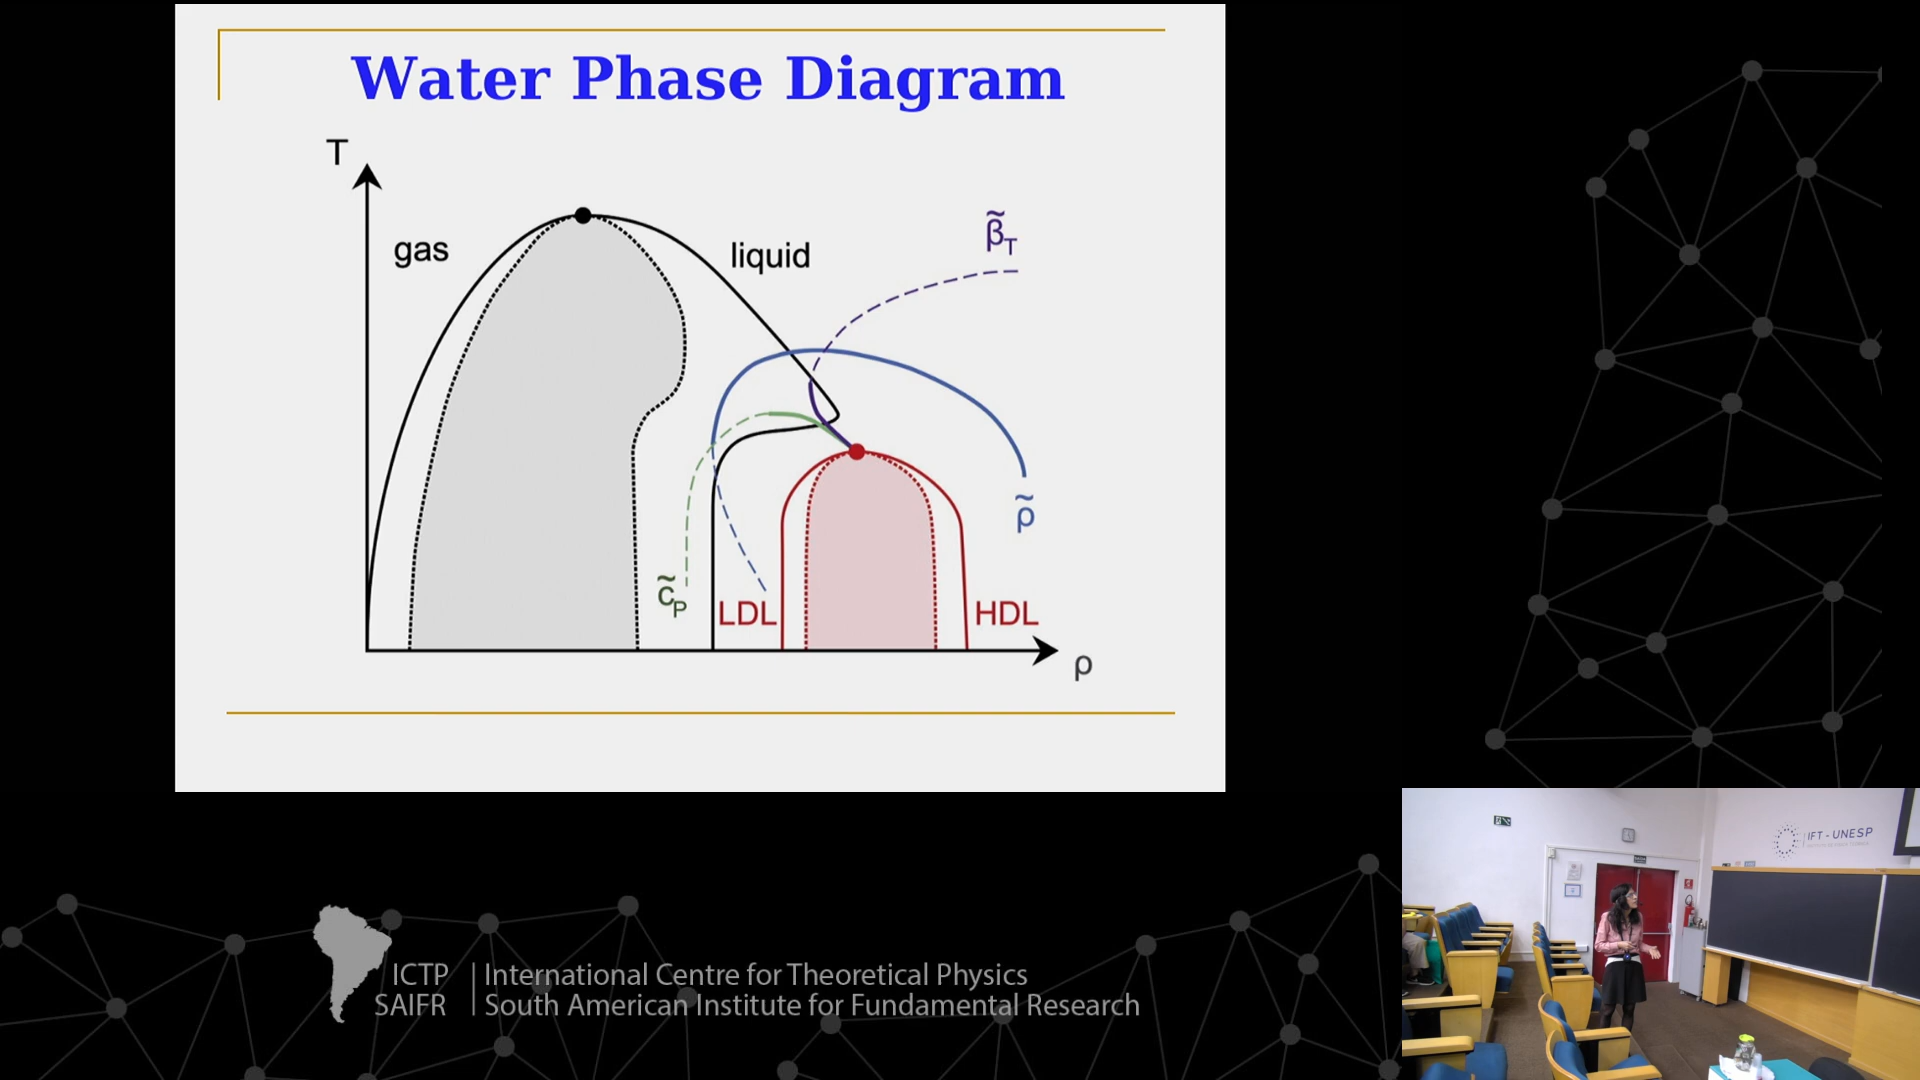 Water Phase Diagram
T
gas
liquid
β̃T
ρ̃
c̃P
LDL
HDL
ρ
IFT - UNESP
ICTP
SAIFR
International Centre for Theoretical Physics
South American Institute for Fundamental Research